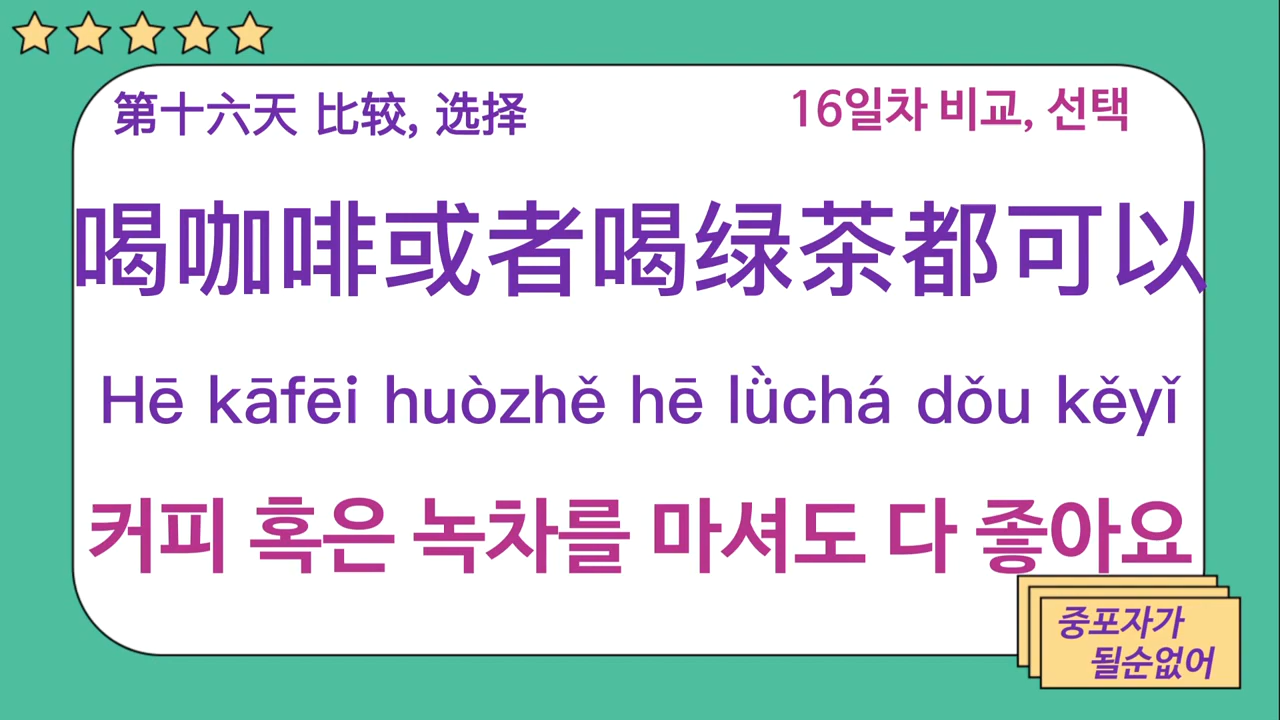 第十六天 比较, 选择
16일차 비교, 선택
喝咖啡或者喝绿茶都可以
Hē kāfēi huòzhě hē lǜchá dǒu kěyǐ
커피 혹은 녹차를 마셔도 다 좋아요
중포자가
될순없어